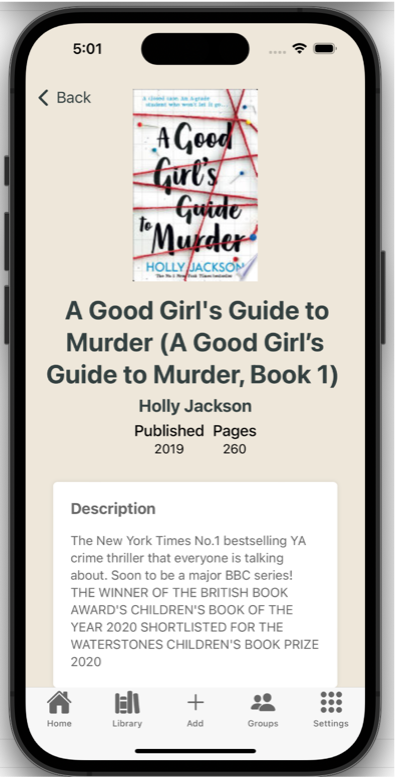 5:01
Back
A closed case. An A-grade
student who won't let it go...
A Good
Girl's
Guide
to Murder
HOLLY JACKSON
The No.1 New York Times bestseller
A Good Girl's Guide to
Murder (A Good Girl’s
Guide to Murder, Book 1)
Holly Jackson
Published Pages
2019 260
Description
The New York Times No.1 bestselling YA
crime thriller that everyone is talking
about. Soon to be a major BBC series!
THE WINNER OF THE BRITISH BOOK
AWARD'S CHILDREN'S BOOK OF THE
YEAR 2020 SHORTLISTED FOR THE
WATERSTONES CHILDREN'S BOOK PRIZE
2020
Home Library Add Groups Settings